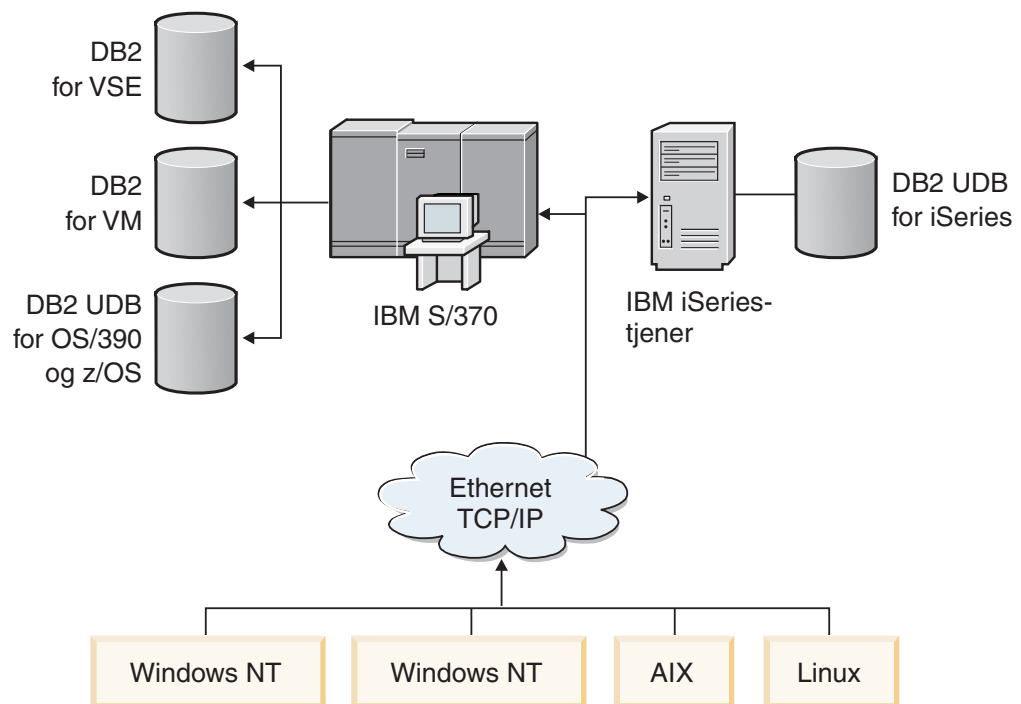 DB2
for VSE
DB2
for VM
DB2 UDB
for OS/390
og z/OS
IBM S/370
IBM iSeries-
tjener
DB2 UDB
for iSeries
Ethernet
TCP/IP
Windows NT
Windows NT
AIX
Linux